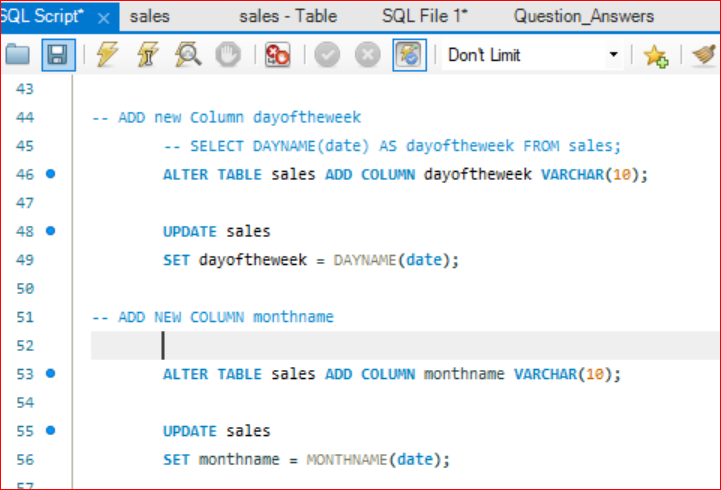 SQL Script* × sales sales - Table SQL File 1* Question_Answers
Don't Limit
43
44 -- ADD new Column dayoftheweek
45 -- SELECT DAYNAME(date) AS dayoftheweek FROM sales;
46 ALTER TABLE sales ADD COLUMN dayoftheweek VARCHAR(10);
47
48 UPDATE sales
49 SET dayoftheweek = DAYNAME(date);
50
51 -- ADD NEW COLUMN monthname
52
53 ALTER TABLE sales ADD COLUMN monthname VARCHAR(10);
54
55 UPDATE sales
56 SET monthname = MONTHNAME(date);
57